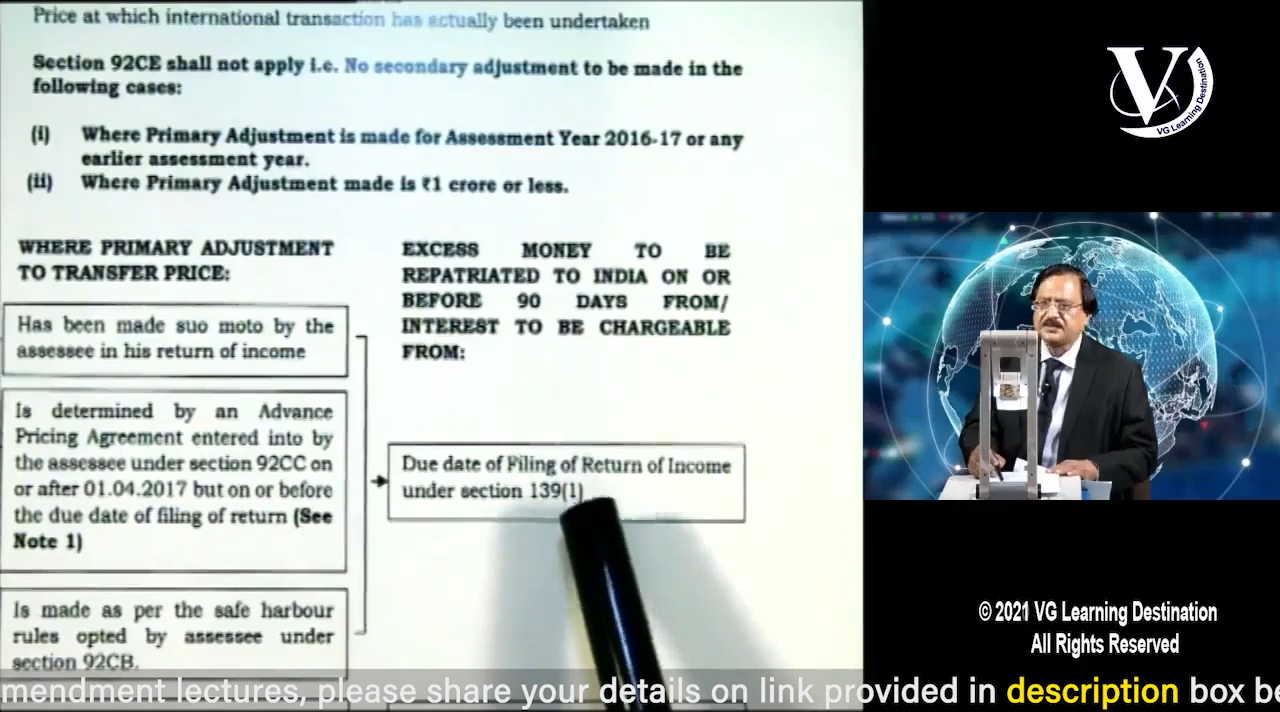 Price at which international transaction has actually been undertaken
Section 92CE shall not apply i.e. No secondary adjustment to be made in the
following cases:
(i) Where Primary Adjustment is made for Assessment Year 2016-17 or any
earlier assessment year.
(ii) Where Primary Adjustment made is ₹1 crore or less.
WHERE PRIMARY ADJUSTMENT
TO TRANSFER PRICE:
EXCESS MONEY TO BE
REPATRIATED TO INDIA ON OR
BEFORE 90 DAYS FROM/
INTEREST TO BE CHARGEABLE
FROM:
Has been made suo moto by the
assessee in his return of income
Is determined by an Advance
Pricing Agreement entered into by
the assessee under section 92CC on
or after 01.04.2017 but on or before
the due date of filing of return (See
Note 1)
Is made as per the safe harbour
rules opted by assessee under
section 92CB.
Due date of Filing of Return of Income
under section 139(1)
V
VG Learning Destination
© 2021 VG Learning Destination
All Rights Reserved
mendment lectures, please share your details on link provided in description box be